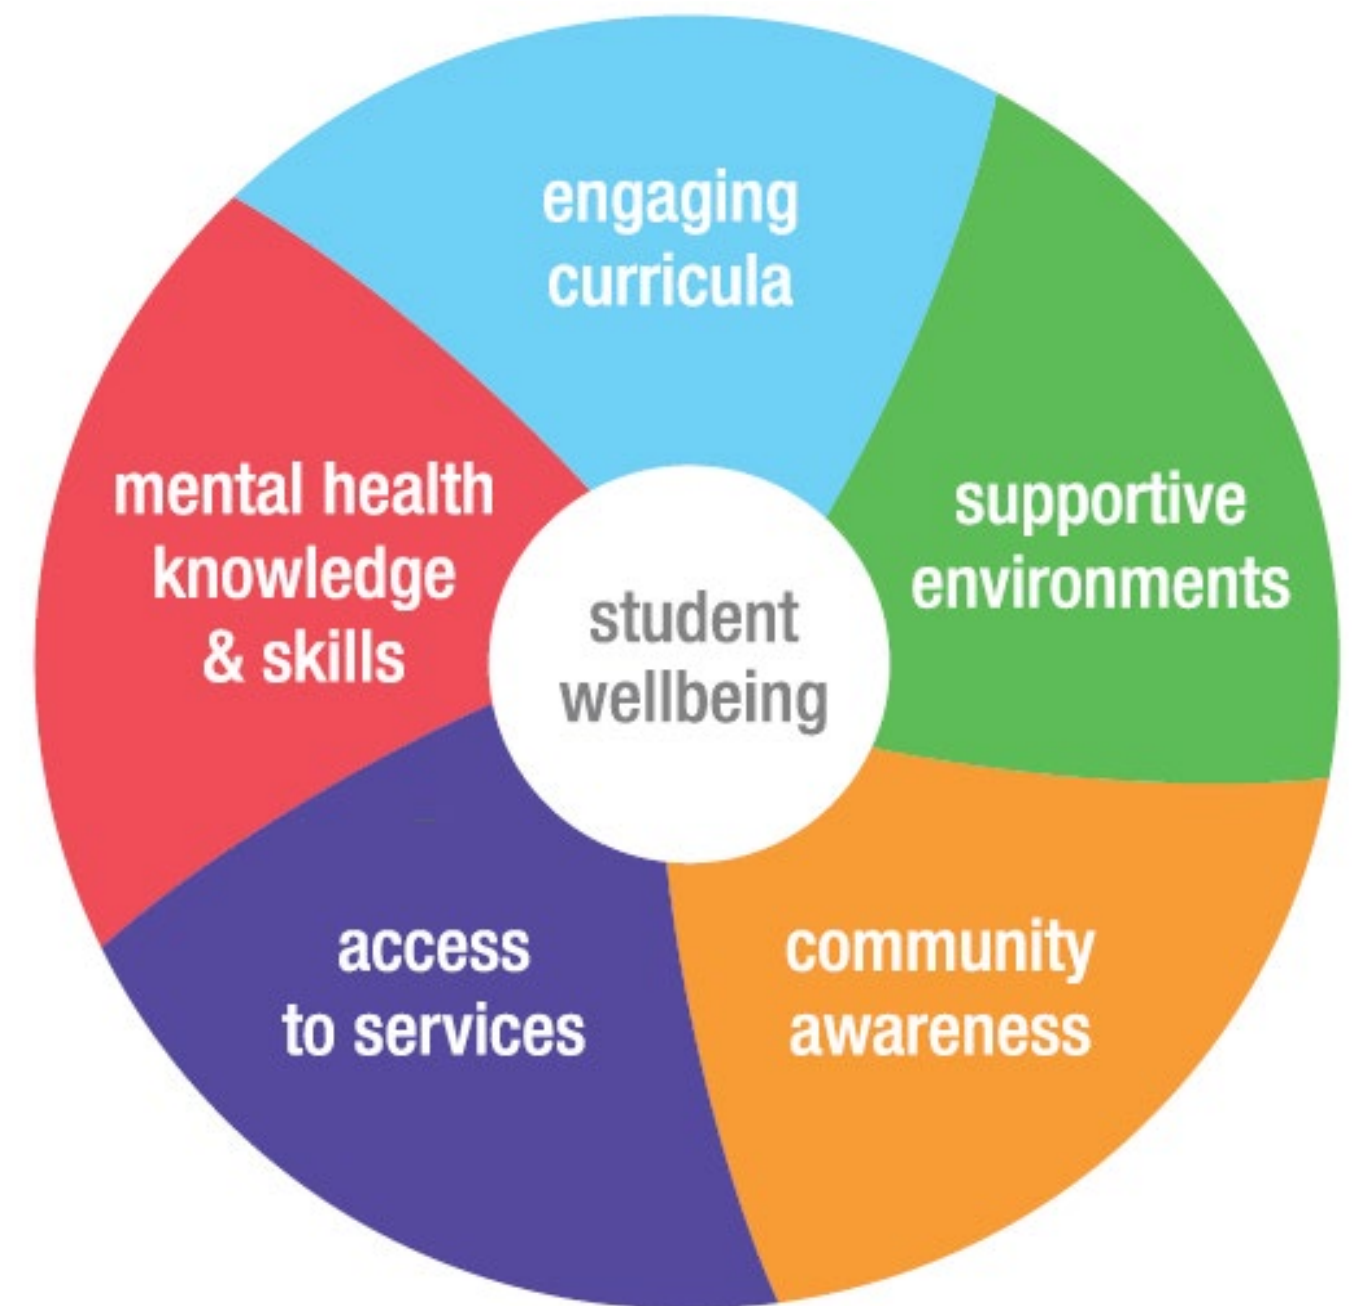 engaging
curricula
supportive
environments
community
awareness
access
to services
mental health
knowledge
& skills
student
wellbeing